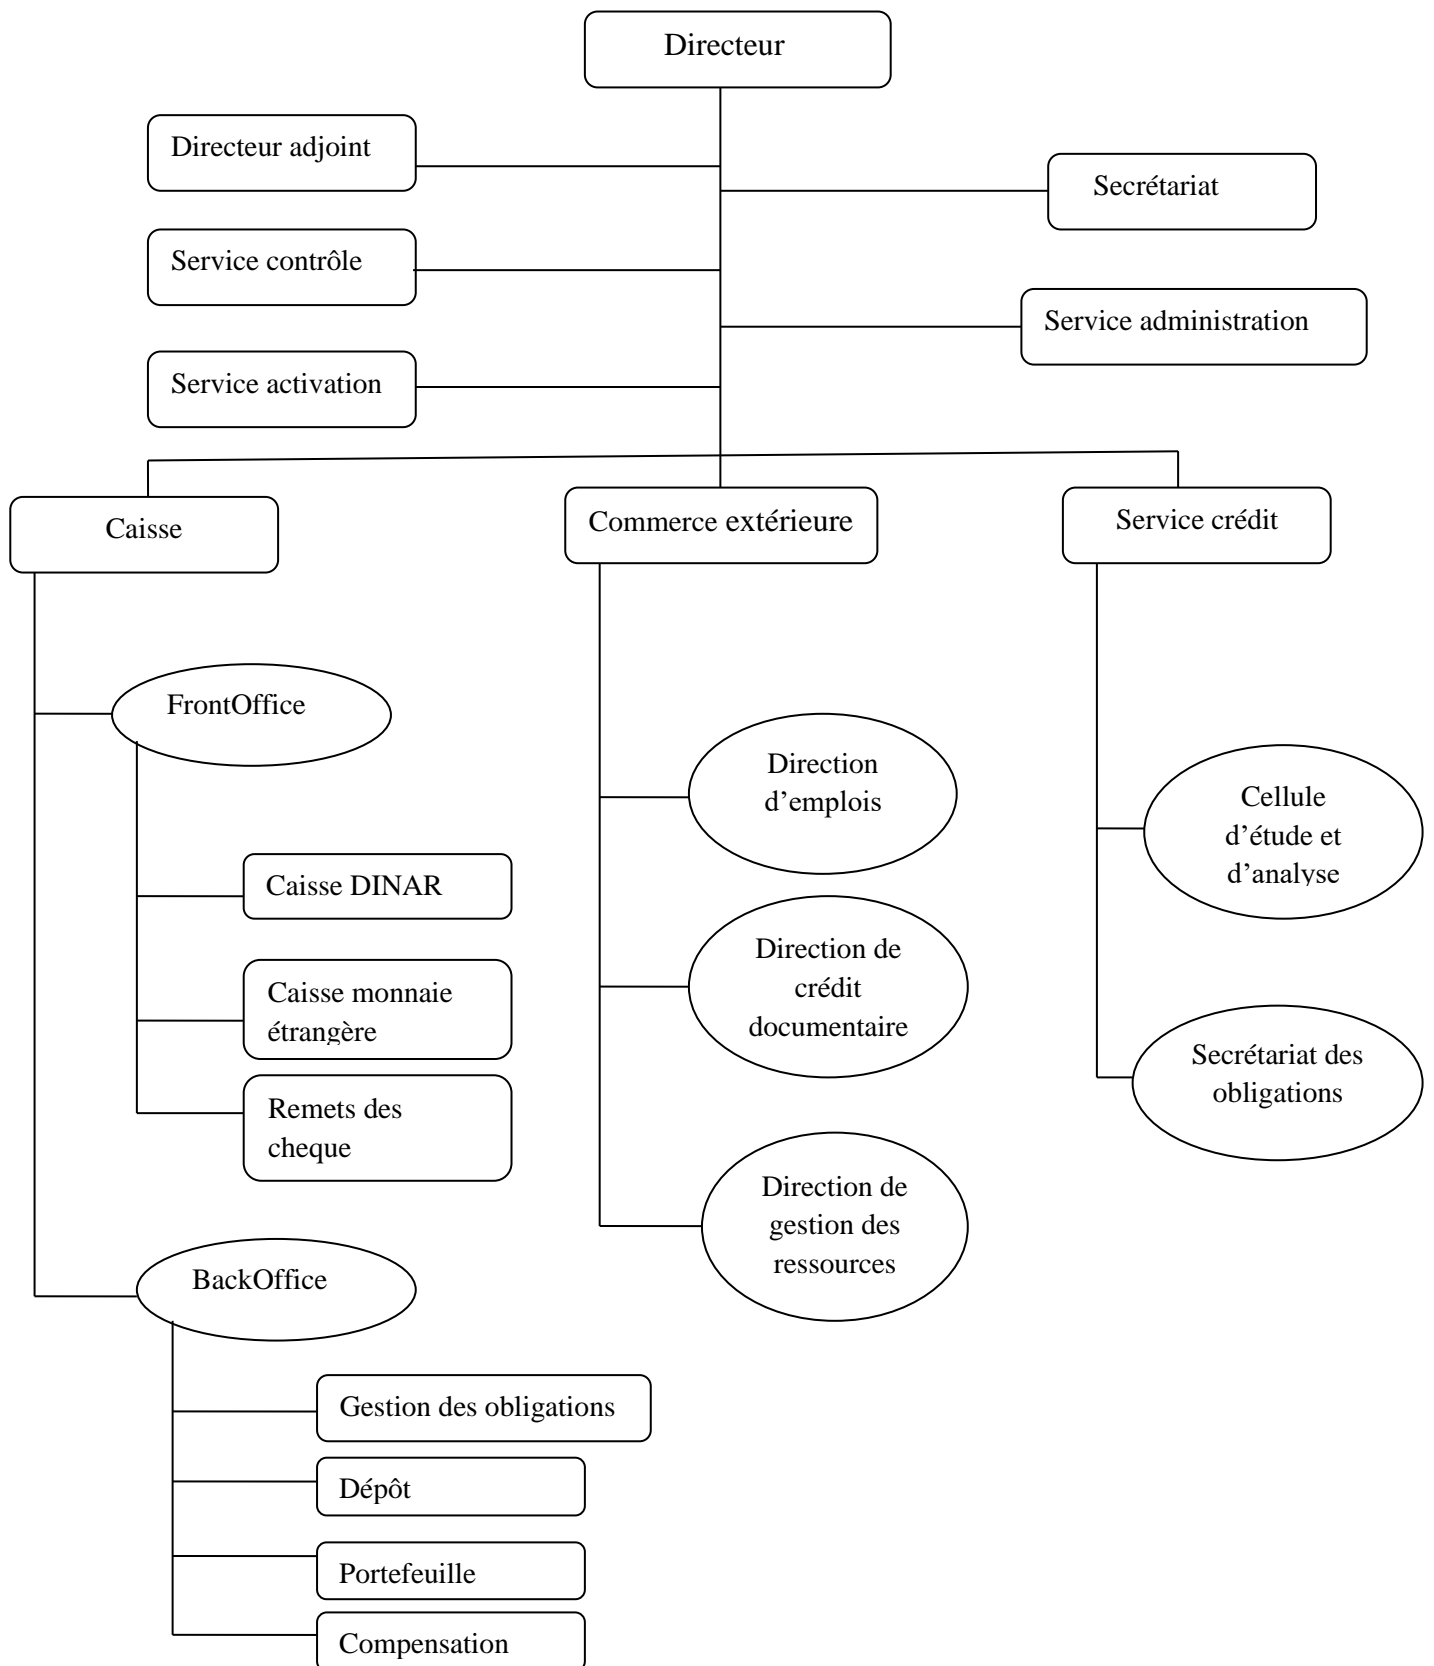 Directeur
Directeur adjoint
Secrétariat
Service contrôle
Service administration
Service activation
Caisse
Commerce extérieure
Service crédit
FrontOffice
Caisse DINAR
Caisse monnaie
étrangère
Remets des
cheque
BackOffice
Gestion des obligations
Dépôt
Portefeuille
Compensation
Direction
d’emplois
Direction de
crédit
documentaire
Direction de
gestion des
ressources
Cellule
d’étude et
d’analyse
Secrétariat des
obligations